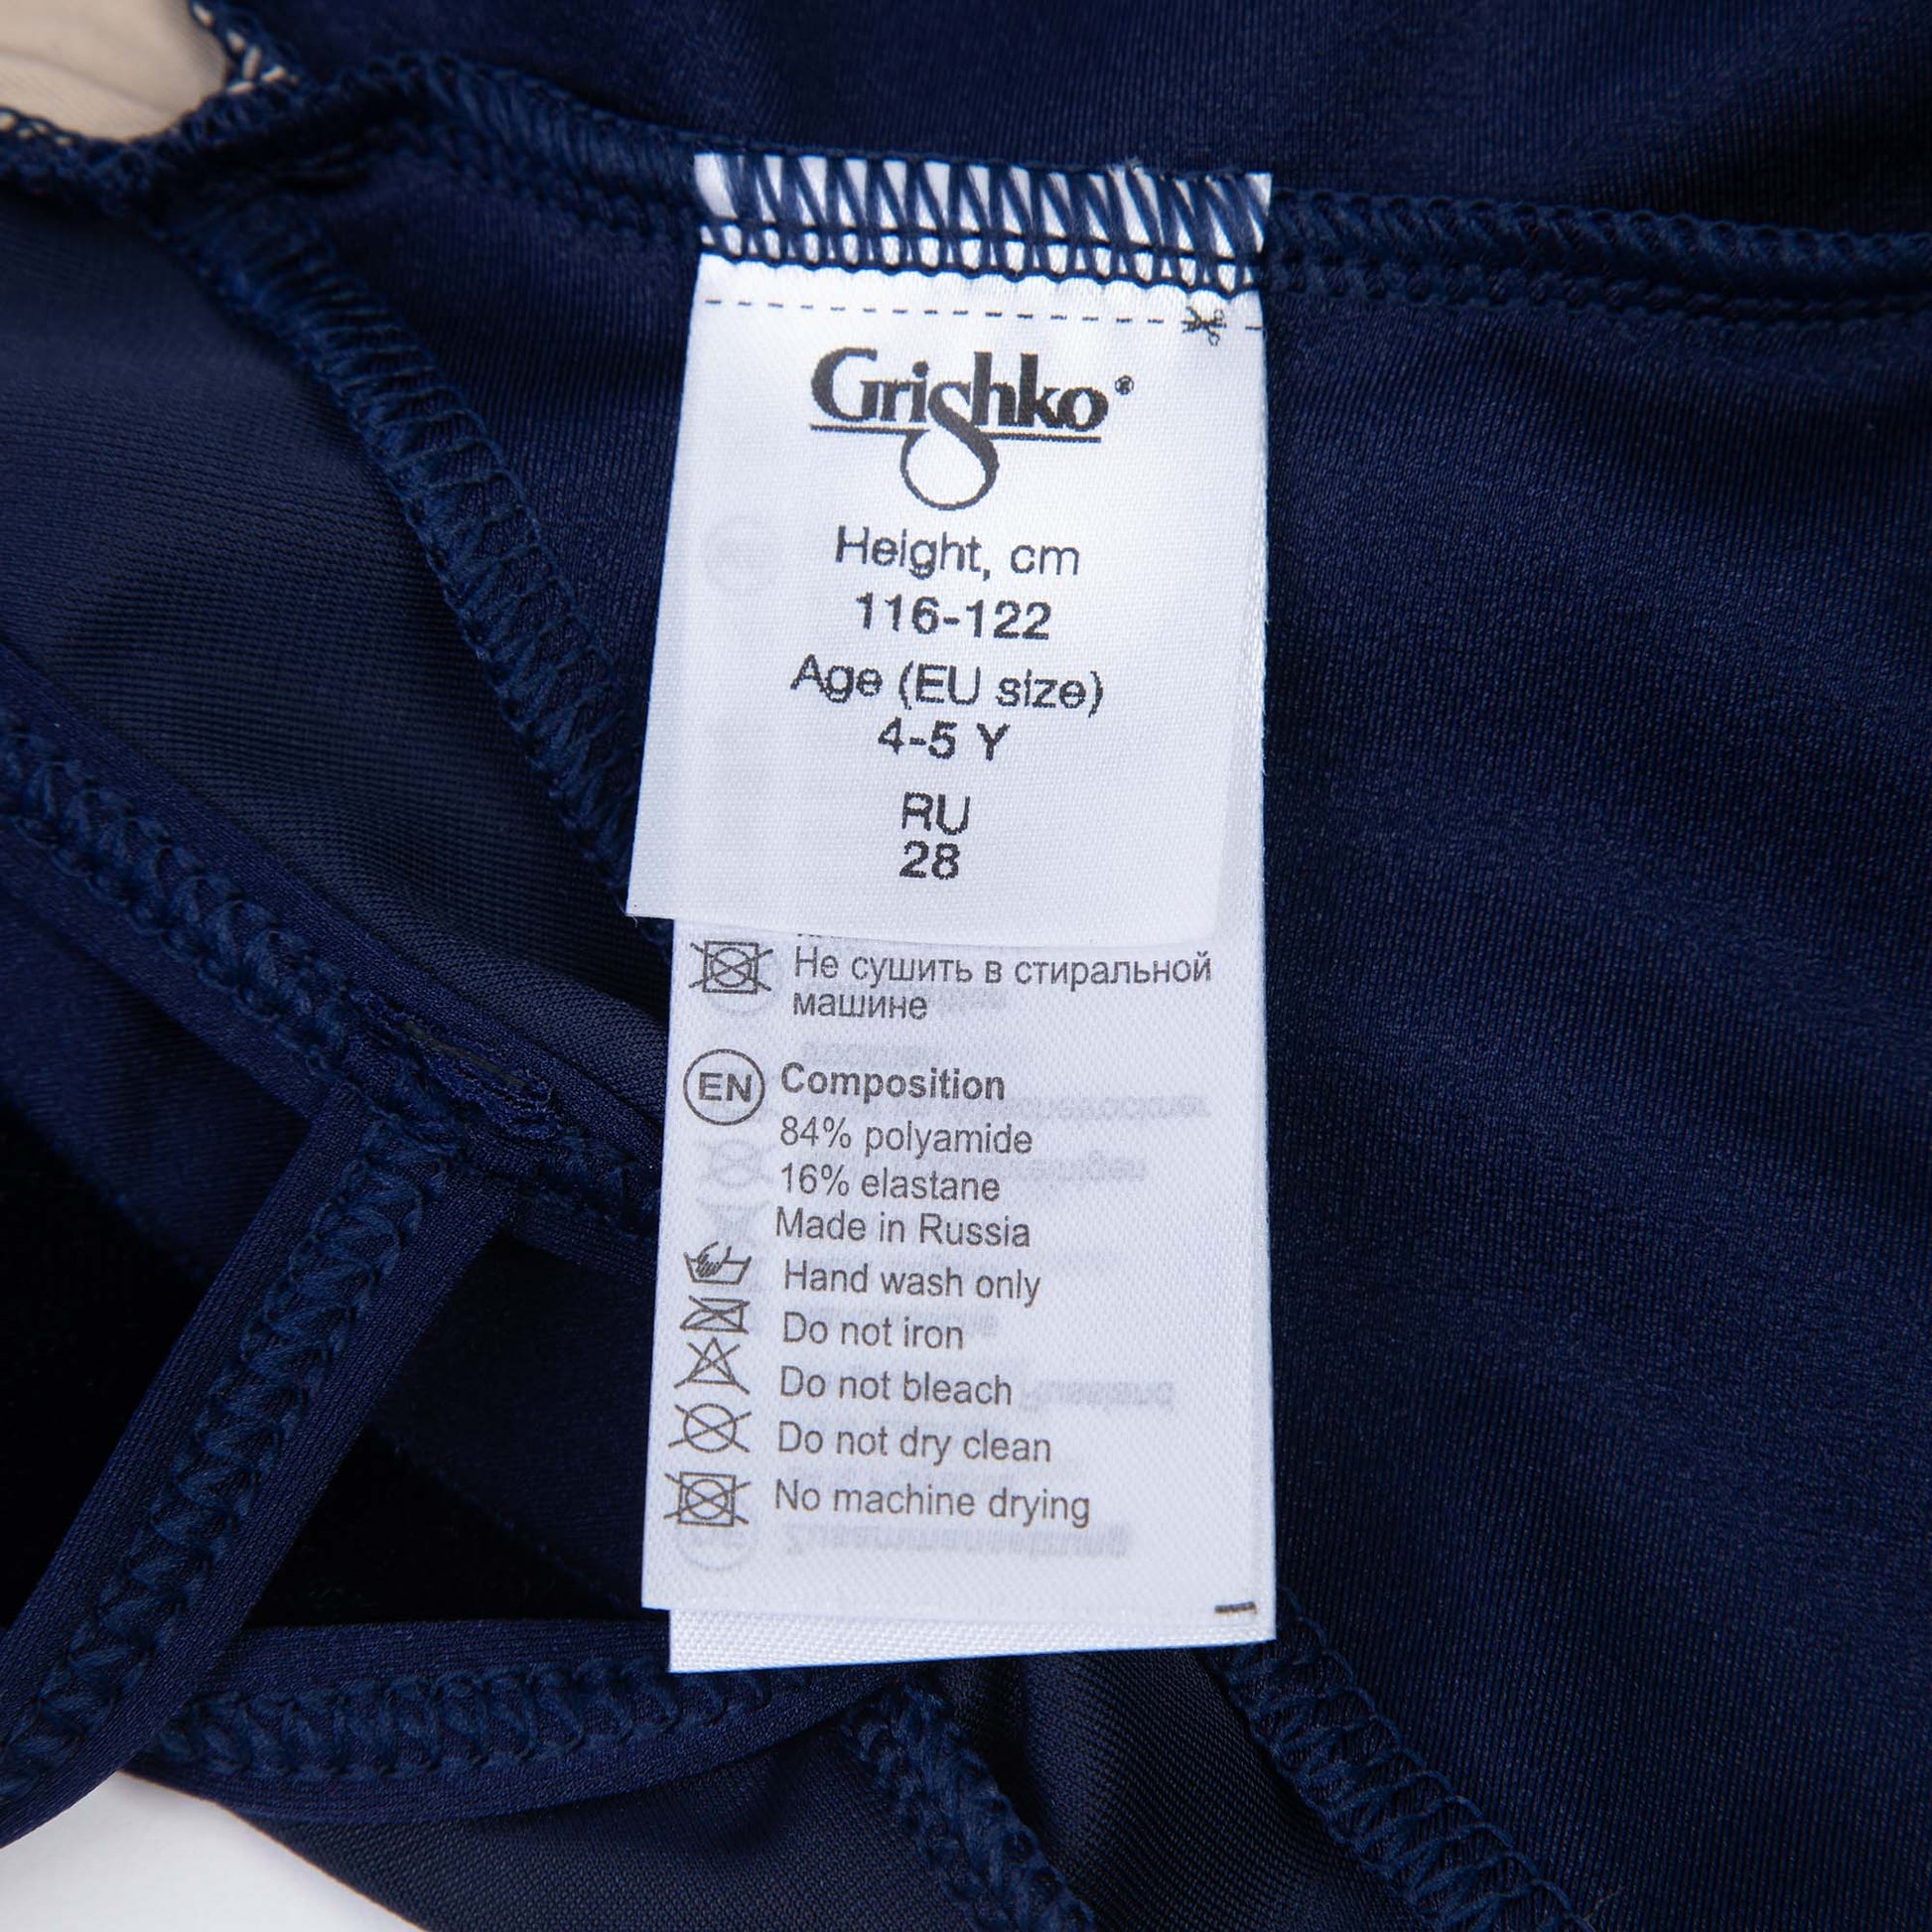 Grishko®
Height, cm
116-122
Age (EU size)
4-5 Y
RU
28
Не сушить в стиральной
машине
EN Composition
84% polyamide
16% elastane
Made in Russia
Hand wash only
Do not iron
Do not bleach
Do not dry clean
No machine drying